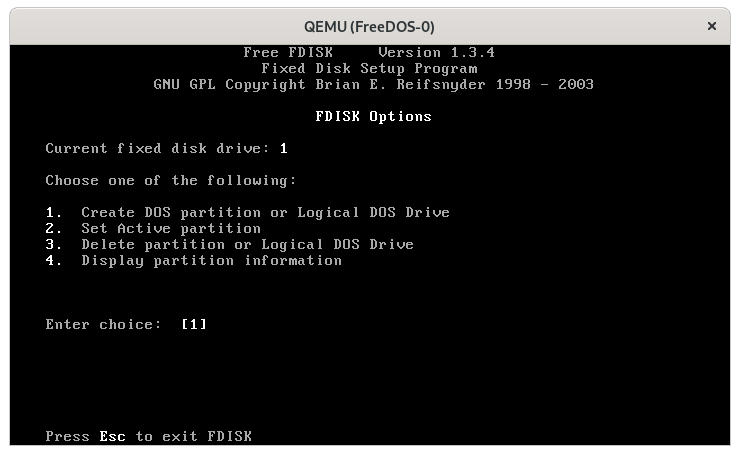 QEMU (FreeDOS-0)
×
Free FDISK     Version 1.3.4
Fixed Disk Setup Program
GNU GPL Copyright Brian E. Reifsnyder 1998 - 2003
FDISK Options
Current fixed disk drive: 1
Choose one of the following:
1.  Create DOS partition or Logical DOS Drive
2.  Set Active partition
3.  Delete partition or Logical DOS Drive
4.  Display partition information
Enter choice:  [1]
Press Esc to exit FDISK